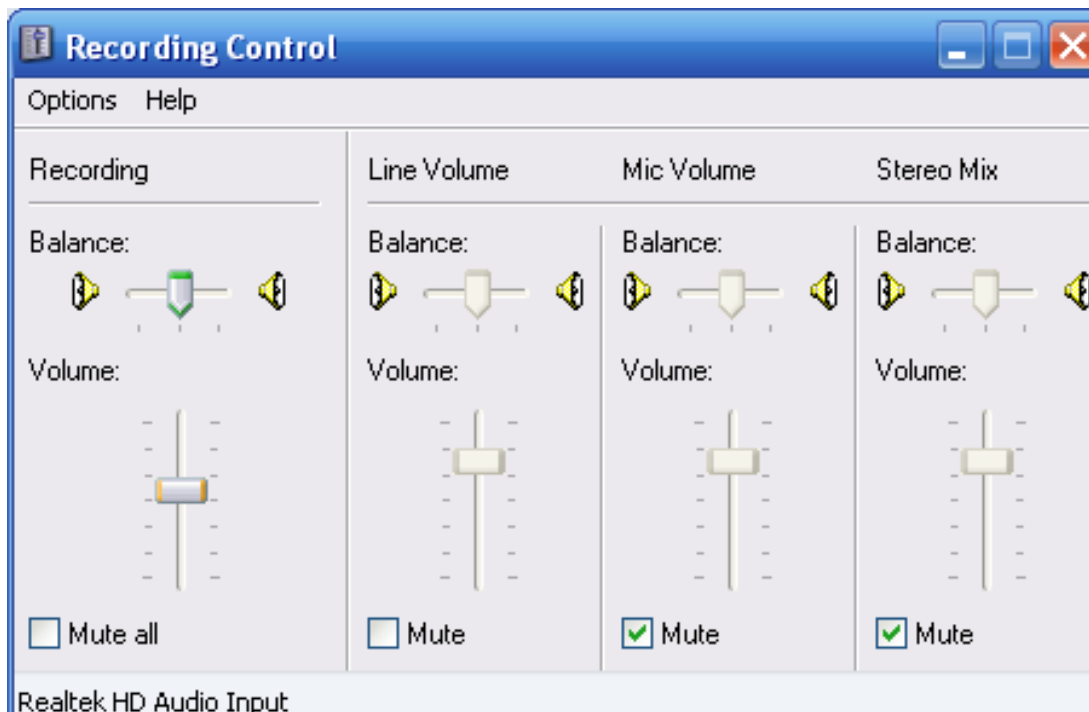 Recording Control
Options Help
Recording Line Volume Mic Volume Stereo Mix
Balance: Balance: Balance: Balance:
Volume: Volume: Volume: Volume:
Mute all Mute Mute Mute
Realtek HD Audio Input